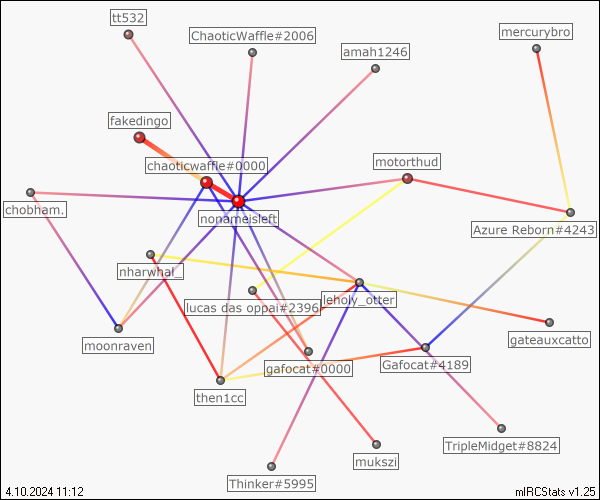 tt532
ChaoticWaffle#2006
mercurybro
amah1246
fakedingo
chaoticwaffle#0000
motorthud
chobham.
nonameisleft
Azure Reborn#4243
nharwhal_
lucas das oppai#2396
leholy_otter
gateauxcatto
moonraven
gafocat#0000
Gafocat#4189
then1cc
TripleMidget#8824
mukszi
Thinker#5995
4.10.2024 11:12
mIRCStats v1.25